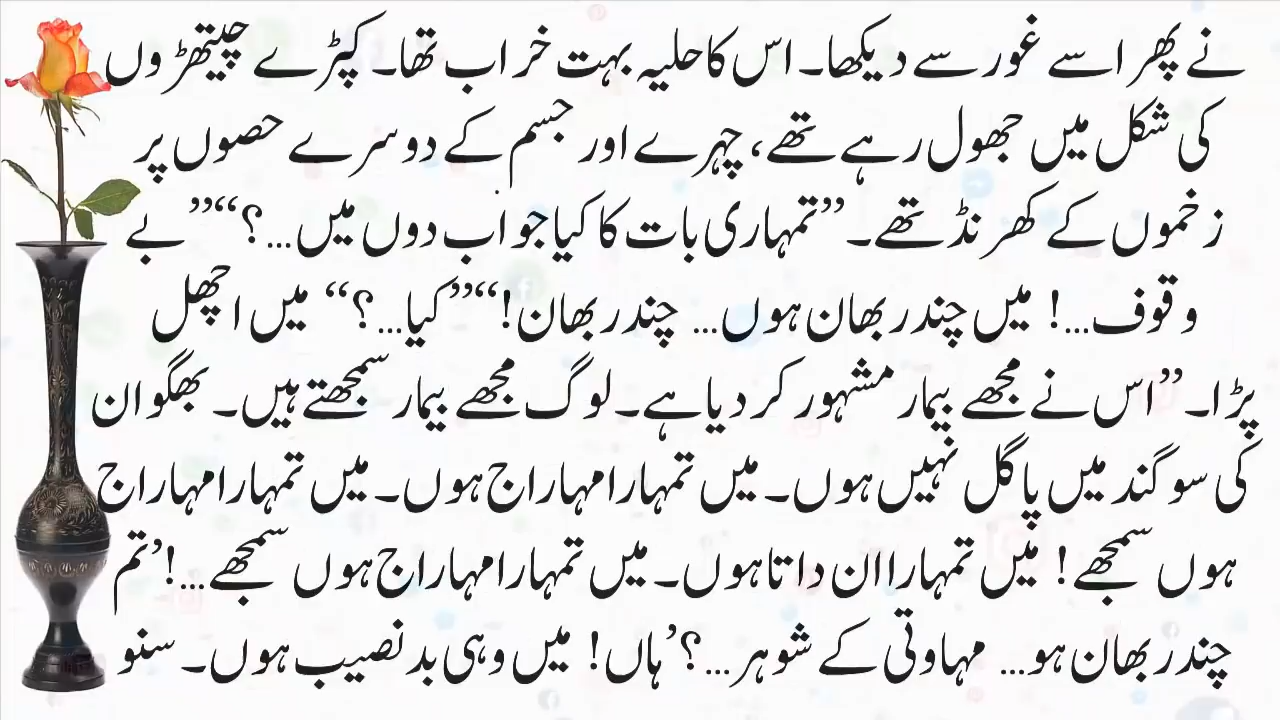 نے پھر اسے غور سے دیکھا۔ اس کا حلیہ بہت خراب تھا۔ کپڑے چیتھڑوں
کی شکل میں جھول رہے تھے، چہرے اور جسم کے دوسرے حصوں پر
زخموں کے کھرنڈ تھے۔ ”تمہاری بات کا کیا جواب دوں میں...؟“ ”بے
وقوف...! میں چندر بھان ہوں... چندر بھان!“ ”کیا...؟“ میں اچھل
پڑا۔ ”اس نے مجھے بیمار مشہور کر دیا ہے۔ لوگ مجھے بیمار سمجھتے ہیں۔ بھگوان
کی سوگند میں پاگل نہیں ہوں۔ میں تمہارا مہاراج ہوں۔ میں تمہارا مہاراج
ہوں سمجھے! میں تمہارا ان داتا ہوں۔ میں تمہارا مہاراج ہوں سمجھے...!’ تم
چندر بھان ہو... مہاوتی کے شوہر...؟’ ہاں! میں وہی بدنصیب ہوں۔ سنو